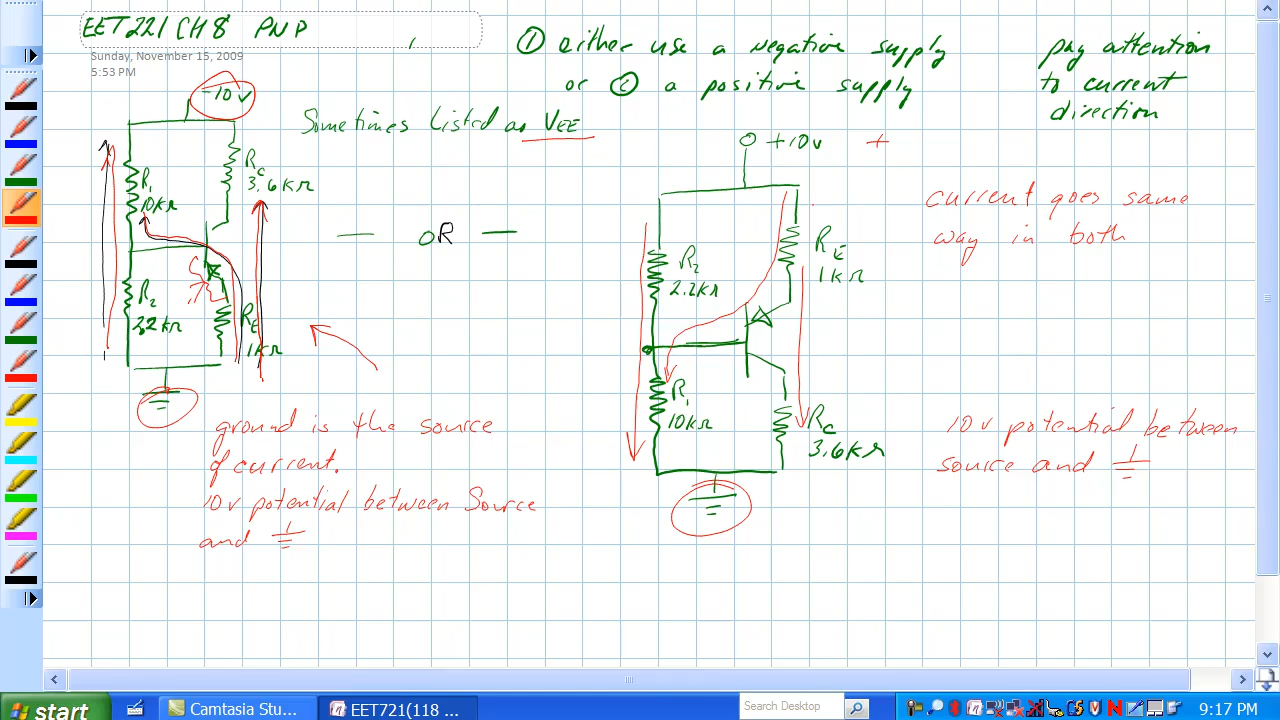 EET221 CH8 PNP
Sunday, November 15, 2009
5:53 PM
① either use a negative supply
or ② a positive supply
pay attention
to current
direction
-10V
Sometimes Listed as VEE
R1
10KΩ
RC
3.6KΩ
R2
2.2KΩ
RE
1KΩ
— OR —
+10V +
R2
2.2KΩ
RE
1KΩ
R1
10KΩ
RC
3.6KΩ
current goes same
way in both
ground is the source
of current.
10V potential between Source
and
10V potential between
source and
start
Camtasia Stu...
EET721(118 ...
Search Desktop
9:17 PM